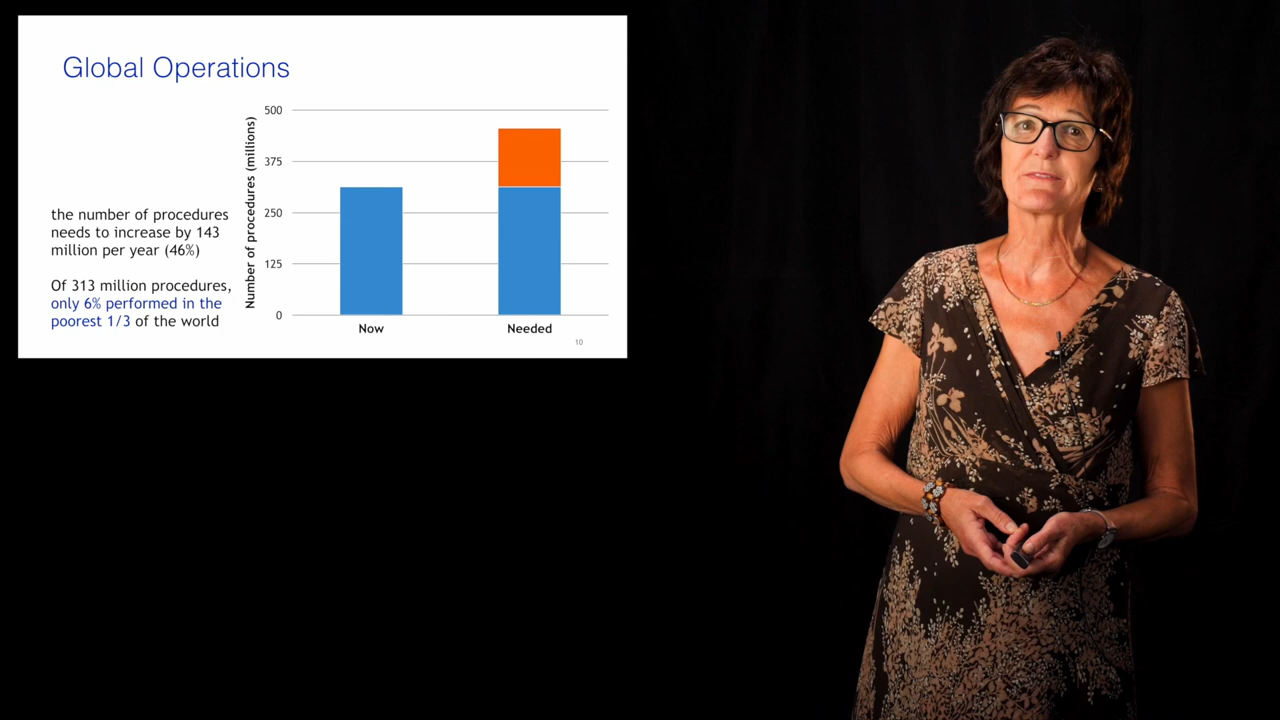 Global Operations
the number of procedures
needs to increase by 143
million per year (46%)
Of 313 million procedures,
only 6% performed in the
poorest 1/3 of the world
Number of procedures (millions)
500
375
250
125
0
Now
Needed
10